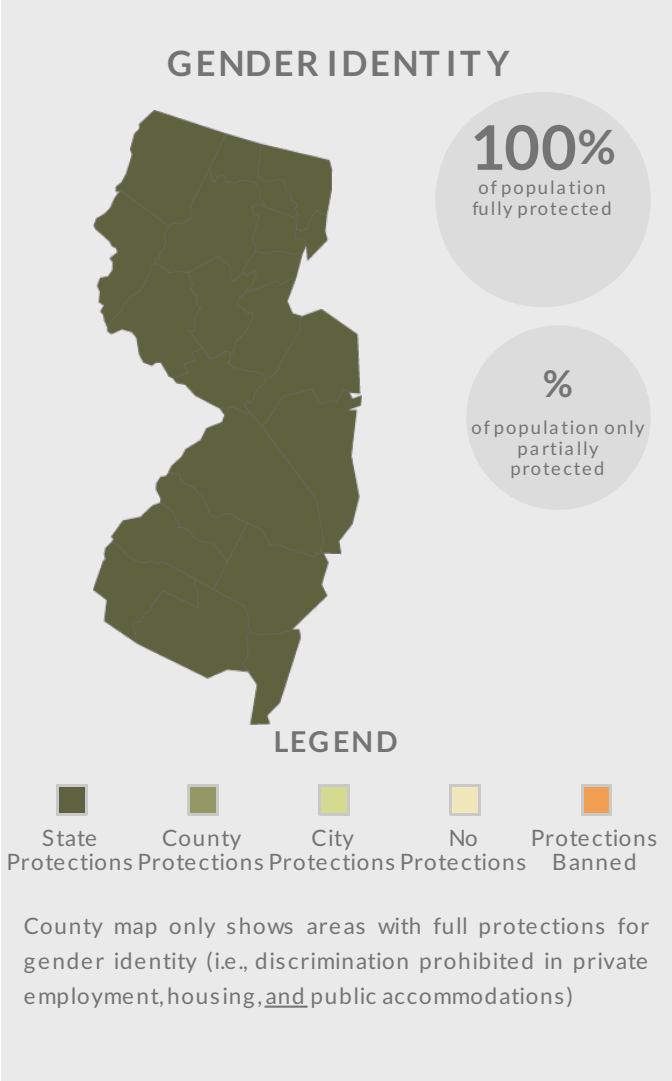 GENDER IDENTITY
100%
of population
fully protected
%
of population only
partially
protected
LEGEND
State
Protections
County
Protections
City
Protections
No
Protections
Protections
Banned
County map only shows areas with full protections for
gender identity (i.e., discrimination prohibited in private
employment, housing, and public accommodations)